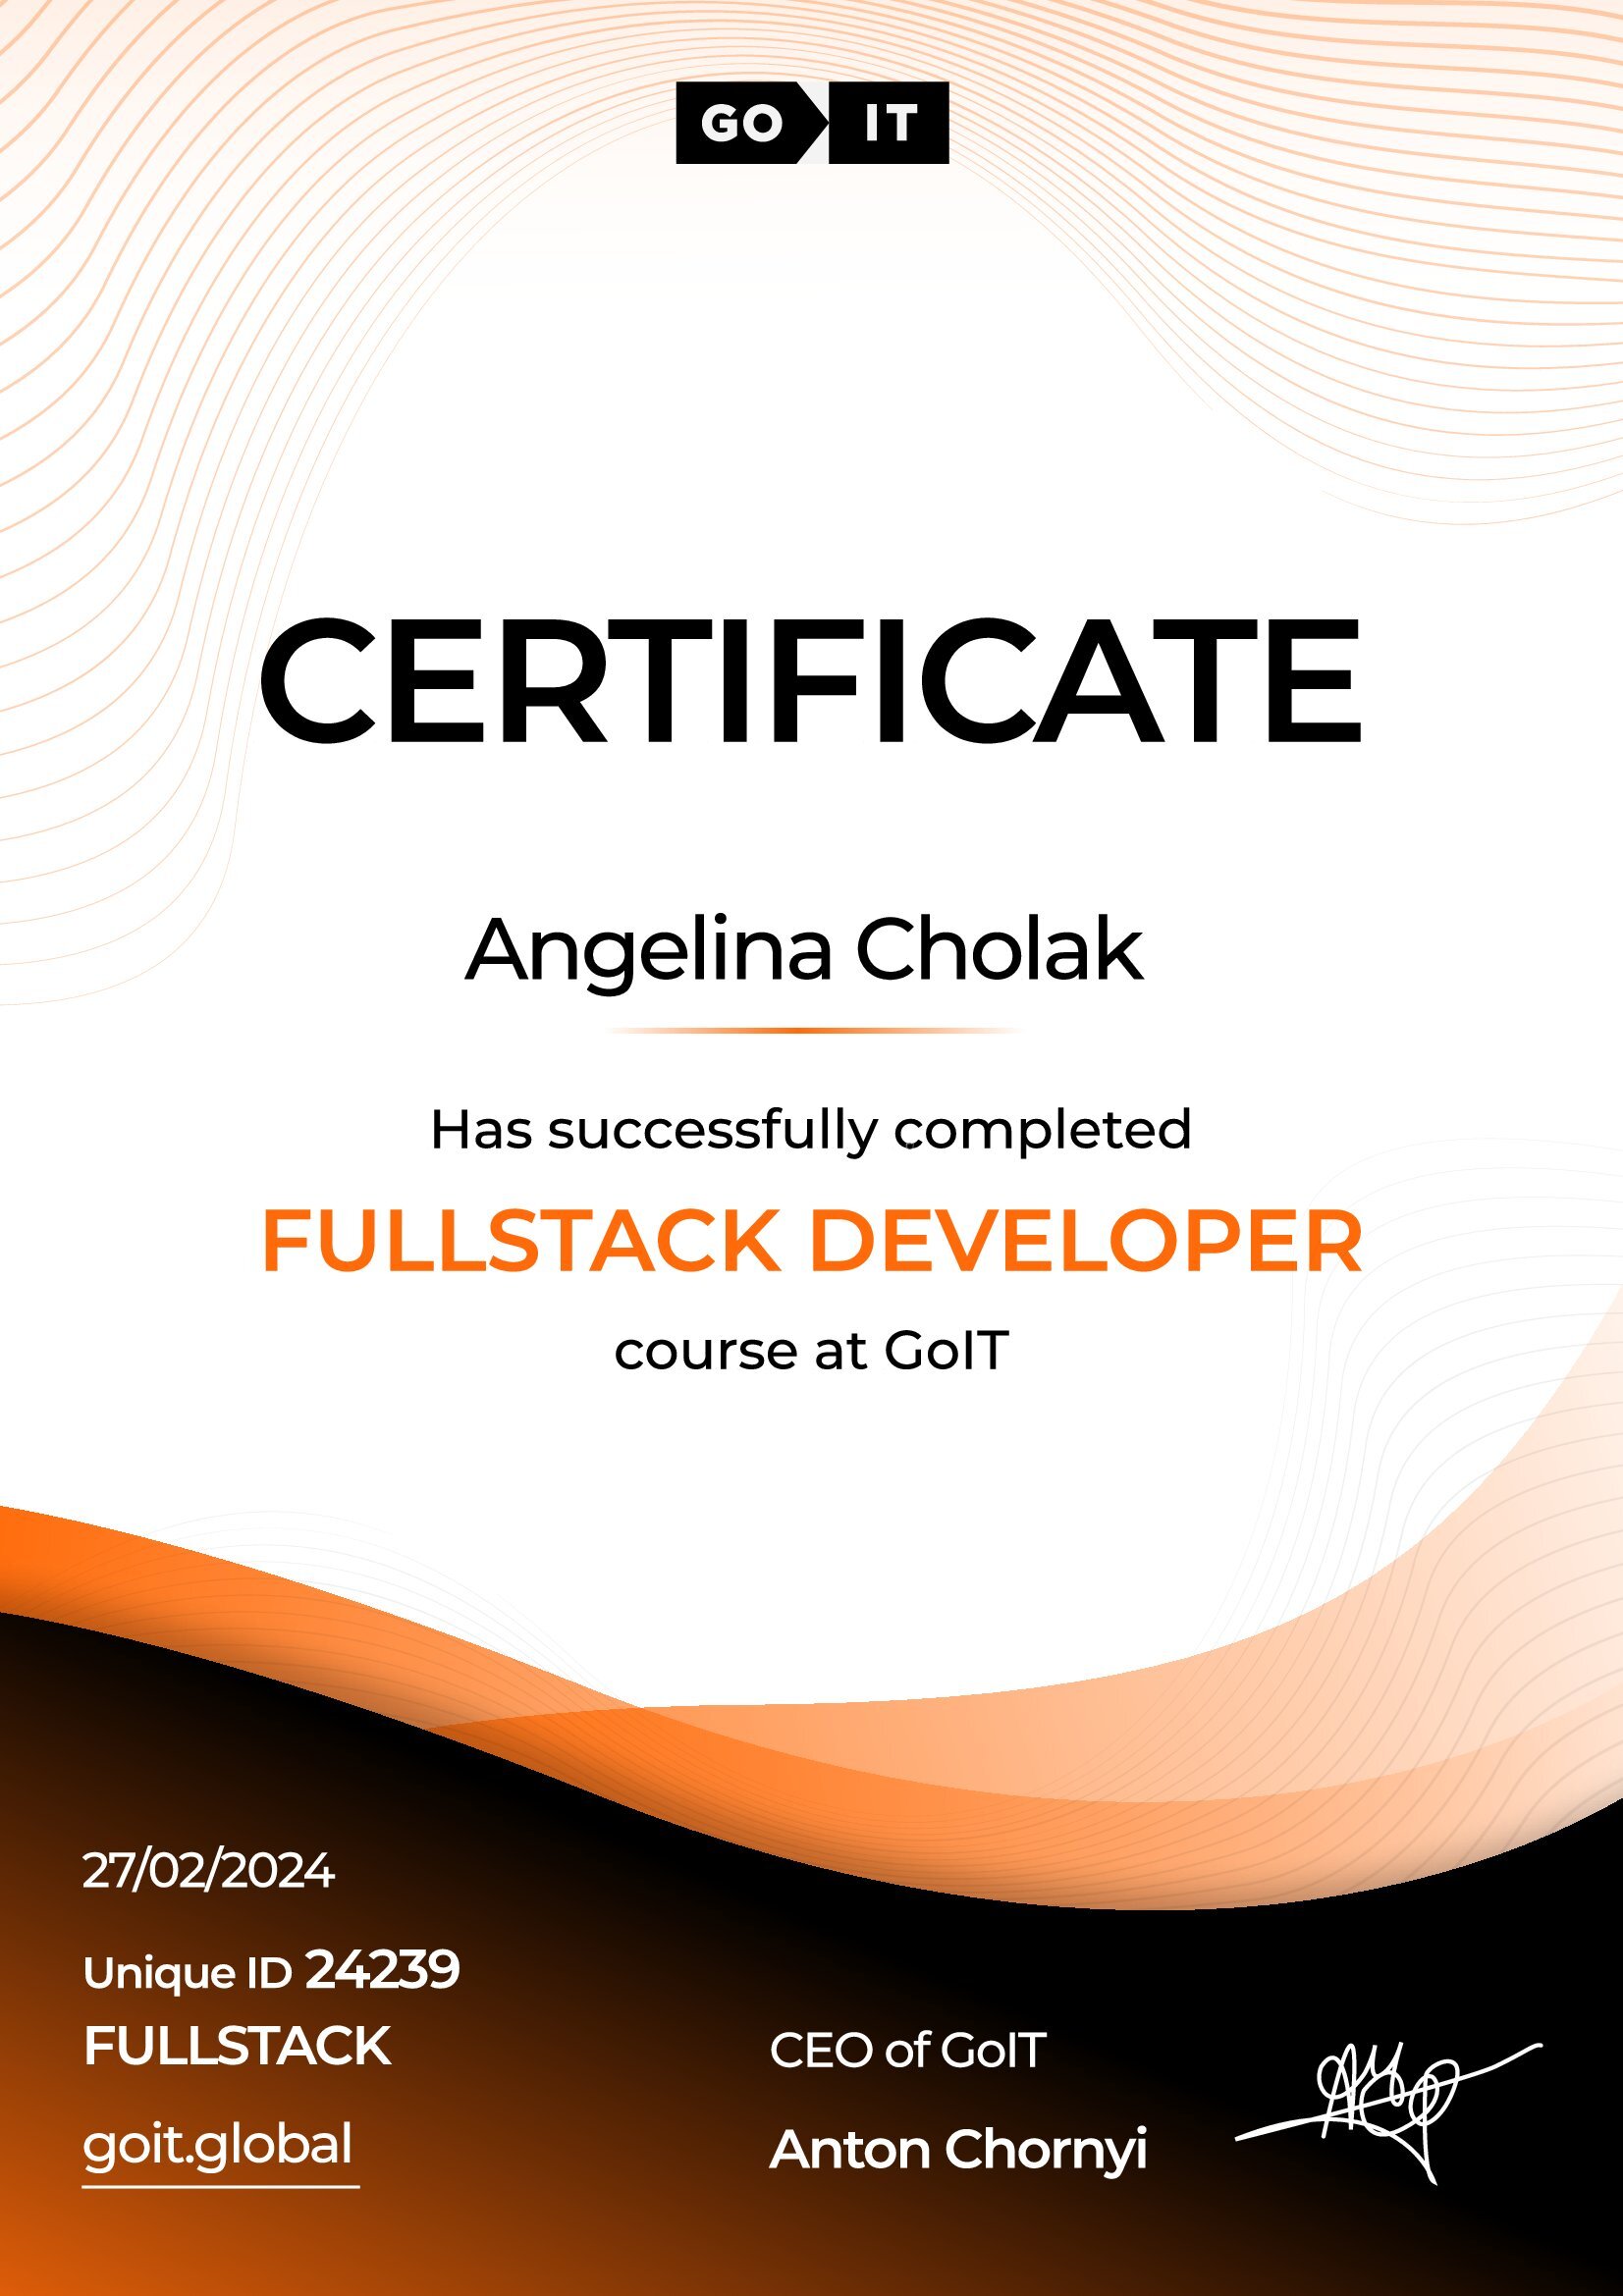 GO IT
CERTIFICATE
Angelina Cholak
Has successfully completed
FULLSTACK DEVELOPER
course at GoIT
27/02/2024
Unique ID 24239
FULLSTACK
goit.global
CEO of GoIT
Anton Chornyi